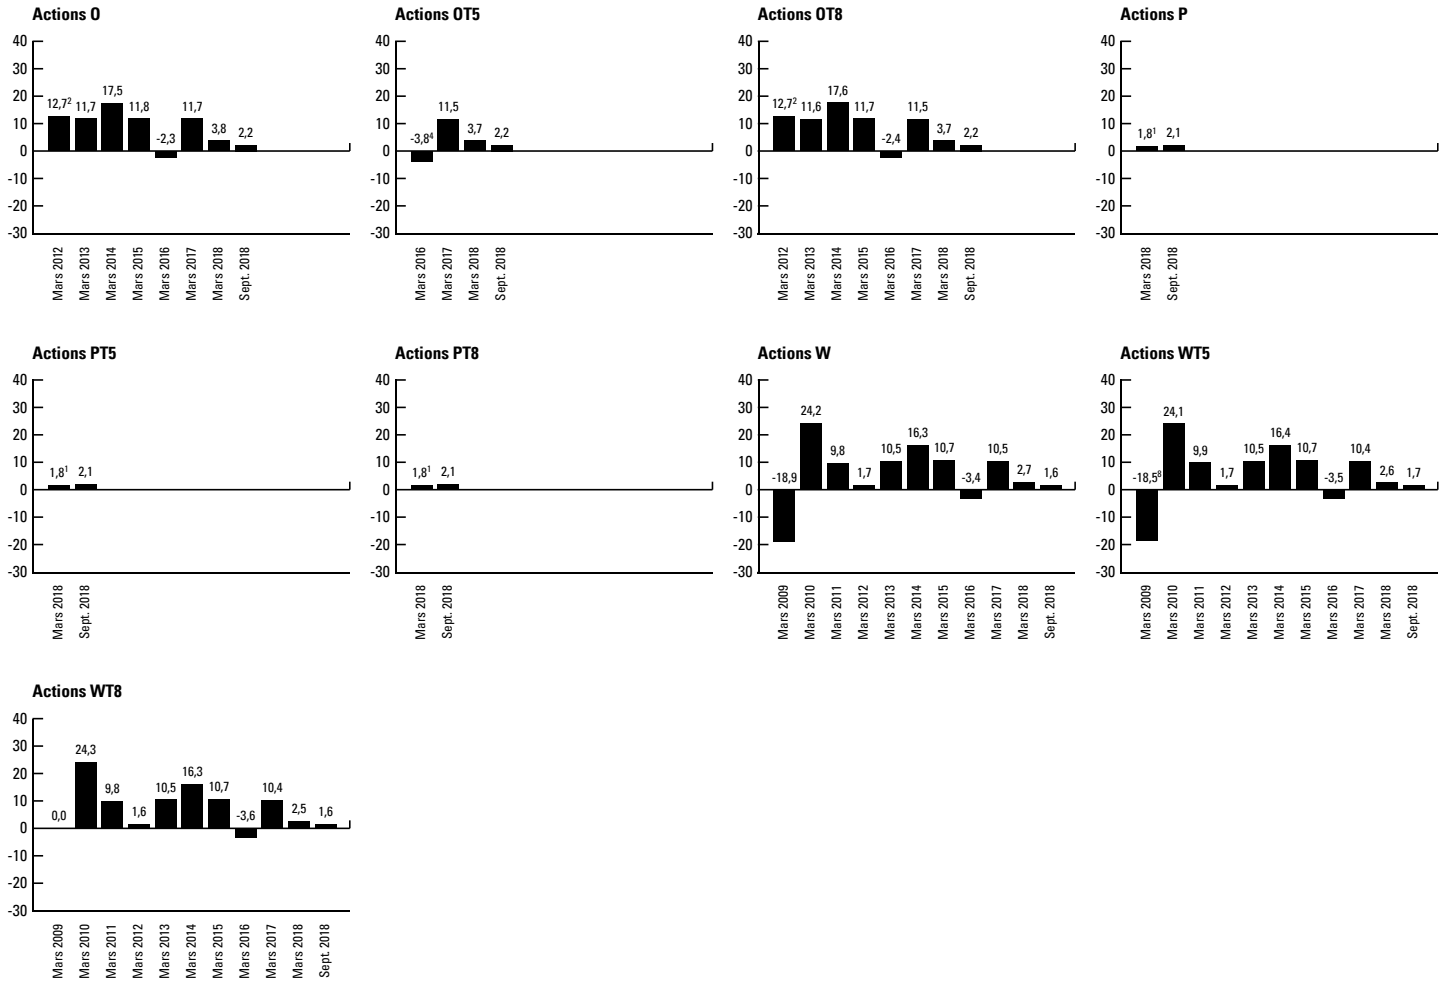 Actions O
40
30
20
10
0
-10
-20
-30
12,7² 11,7 17,5 11,8 -2,3 11,7 3,8 2,2
Mars 2012
Mars 2013
Mars 2014
Mars 2015
Mars 2016
Mars 2017
Mars 2018
Sept. 2018
Actions OT5
40
30
20
10
0
-10
-20
-30
-3,8⁴ 11,5 3,7 2,2
Mars 2016
Mars 2017
Mars 2018
Sept. 2018
Actions OT8
40
30
20
10
0
-10
-20
-30
12,7² 11,6 17,6 11,7 -2,4 11,5 3,7 2,2
Mars 2012
Mars 2013
Mars 2014
Mars 2015
Mars 2016
Mars 2017
Mars 2018
Sept. 2018
Actions P
40
30
20
10
0
-10
-20
-30
1,8¹ 2,1
Mars 2018
Sept. 2018
Actions PT5
40
30
20
10
0
-10
-20
-30
1,8¹ 2,1
Mars 2018
Sept. 2018
Actions PT8
40
30
20
10
0
-10
-20
-30
1,8¹ 2,1
Mars 2018
Sept. 2018
Actions W
40
30
20
10
0
-10
-20
-30
-18,9 24,2 9,8 1,7 10,5 16,3 10,7 -3,4 10,5 2,7 1,6
Mars 2009
Mars 2010
Mars 2011
Mars 2012
Mars 2013
Mars 2014
Mars 2015
Mars 2016
Mars 2017
Mars 2018
Sept. 2018
Actions WT5
40
30
20
10
0
-10
-20
-30
-18,5⁸ 24,1 9,9 1,7 10,5 16,4 10,7 -3,5 10,4 2,6 1,7
Mars 2009
Mars 2010
Mars 2011
Mars 2012
Mars 2013
Mars 2014
Mars 2015
Mars 2016
Mars 2017
Mars 2018
Sept. 2018
Actions WT8
40
30
20
10
0
-10
-20
-30
0,0 24,3 9,8 1,6 10,5 16,3 10,7 -3,6 10,4 2,5 1,6
Mars 2009
Mars 2010
Mars 2011
Mars 2012
Mars 2013
Mars 2014
Mars 2015
Mars 2016
Mars 2017
Mars 2018
Sept. 2018